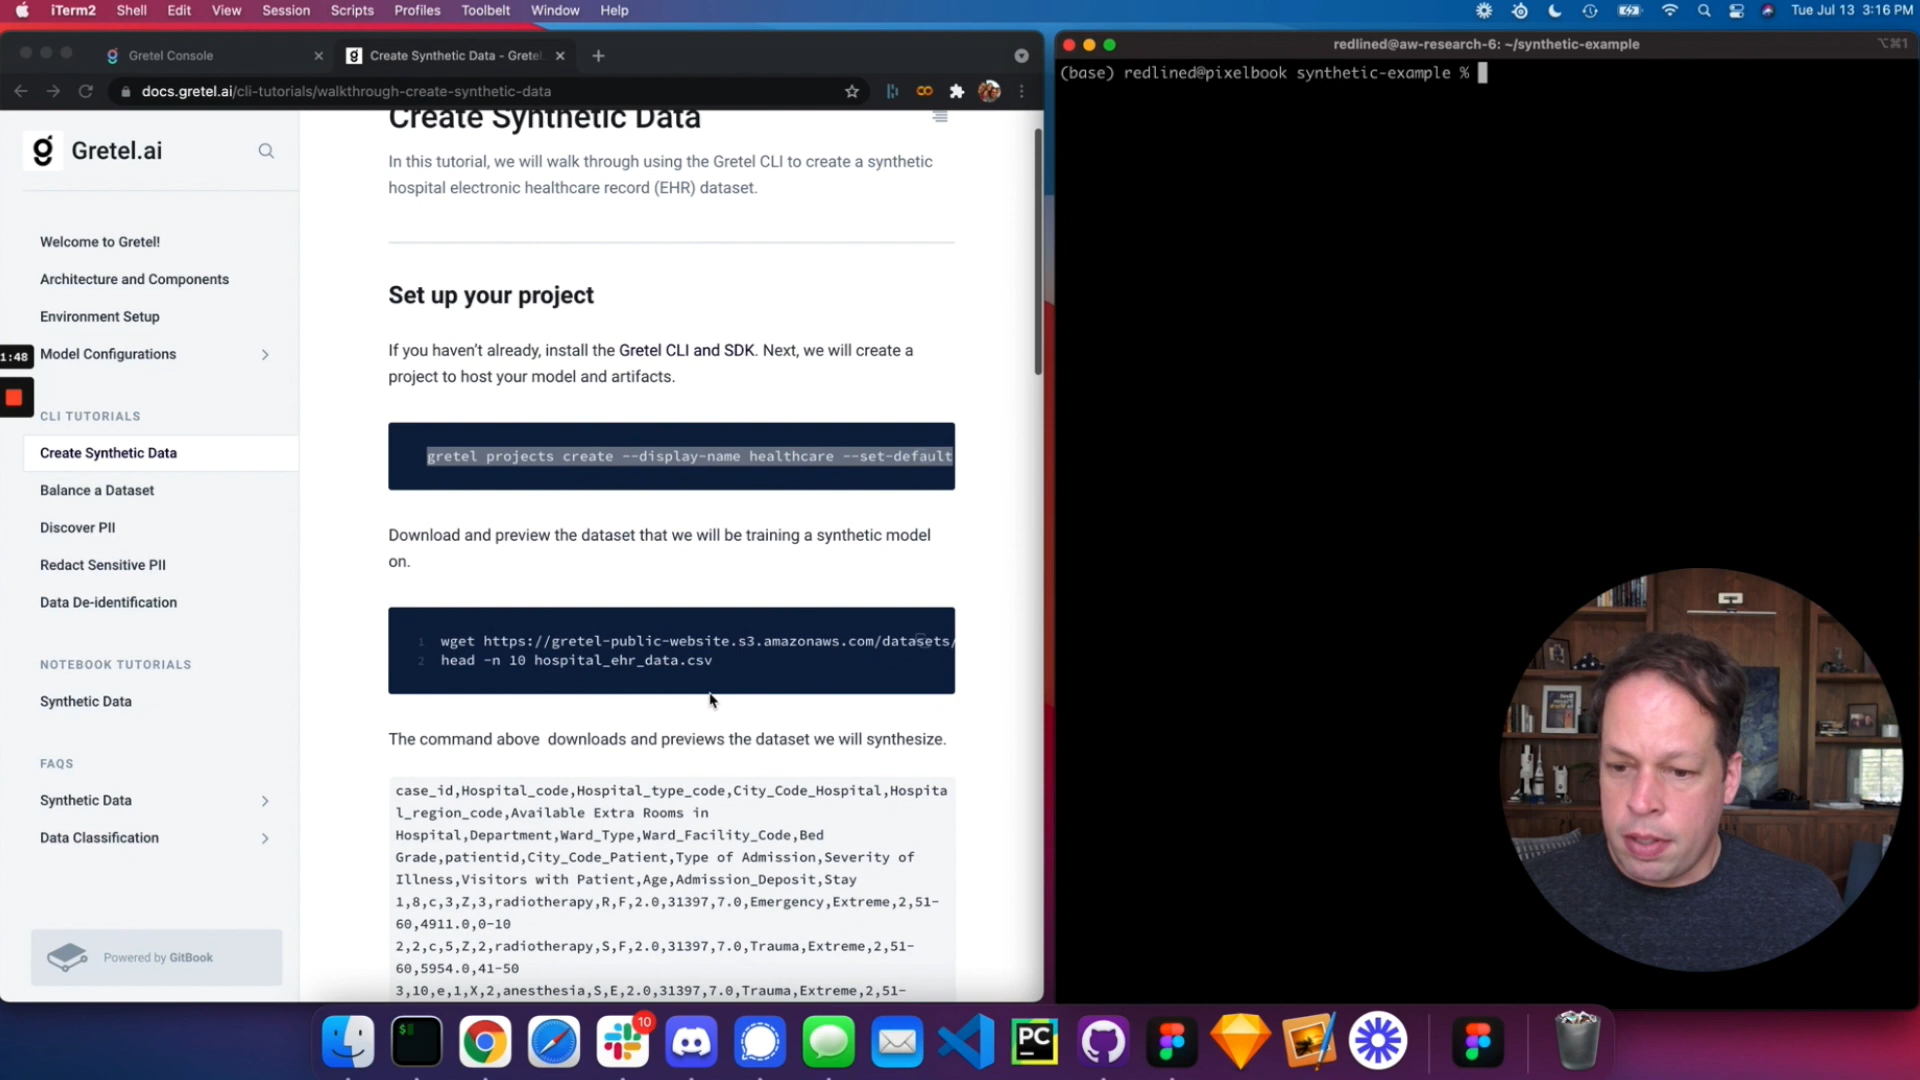 iTerm2 Shell Edit View Session Scripts Profiles Toolbelt Window Help
Tue Jul 13 3:16 PM
Gretel Console
Create Synthetic Data - Gretel.
docs.gretel.ai/cli-tutorials/walkthrough-create-synthetic-data
Gretel.ai
Welcome to Gretel!
Architecture and Components
Environment Setup
1:48
Model Configurations
CLI TUTORIALS
Create Synthetic Data
Balance a Dataset
Discover PII
Redact Sensitive PII
Data De-identification
NOTEBOOK TUTORIALS
Synthetic Data
FAQS
Synthetic Data
Data Classification
Powered by GitBook
Create Synthetic Data
In this tutorial, we will walk through using the Gretel CLI to create a synthetic
hospital electronic healthcare record (EHR) dataset.
Set up your project
If you haven't already, install the Gretel CLI and SDK. Next, we will create a
project to host your model and artifacts.
gretel projects create --display-name healthcare --set-default
Download and preview the dataset that we will be training a synthetic model
on.
1 wget https://gretel-public-website.s3.amazonaws.com/datasets/
2 head -n 10 hospital_ehr_data.csv
The command above downloads and previews the dataset we will synthesize.
case_id,Hospital_code,Hospital_type_code,City_Code_Hospital,Hospita
l_region_code,Available Extra Rooms in
Hospital,Department,Ward_Type,Ward_Facility_Code,Bed
Grade,patientid,City_Code_Patient,Type of Admission,Severity of
Illness,Visitors with Patient,Age,Admission_Deposit,Stay
1,8,c,3,Z,3,radiotherapy,R,F,2.0,31397,7.0,Emergency,Extreme,2,51-
60,4911.0,0-10
2,2,c,5,Z,2,radiotherapy,S,F,2.0,31397,7.0,Trauma,Extreme,2,51-
60,5954.0,41-50
3,10,e,1,X,2,anesthesia,S,E,2.0,31397,7.0,Trauma,Extreme,2,51-
redlined@aw-research-6: ~/synthetic-example
⌥⌘1
(base) redlined@pixelbook synthetic-example %
10
PC